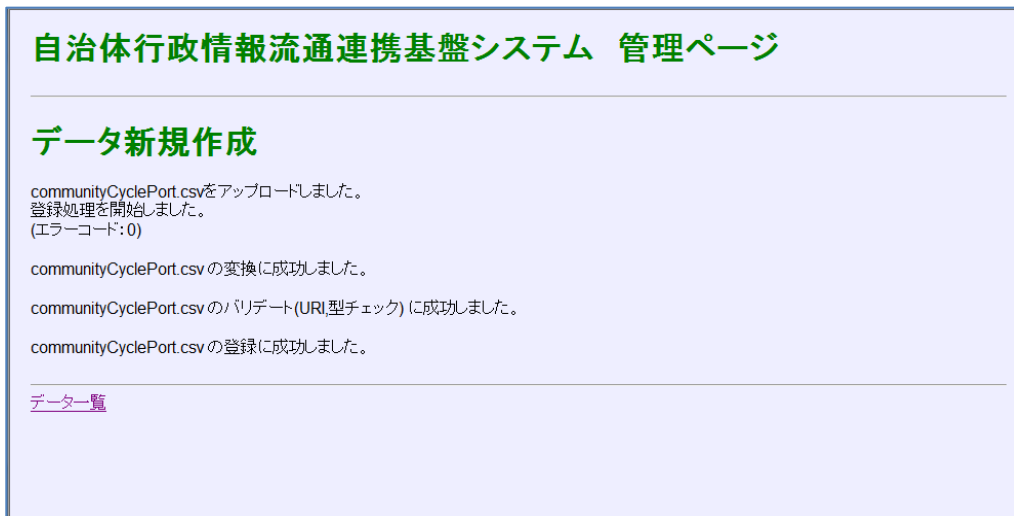 自治体行政情報流通連携基盤システム　管理ページ
データ新規作成
communityCyclePort.csvをアップロードしました。
登録処理を開始しました。
(エラーコード：0)
communityCyclePort.csv の変換に成功しました。
communityCyclePort.csv のバリデート(URI,型チェック) に成功しました。
communityCyclePort.csv の登録に成功しました。
データ一覧